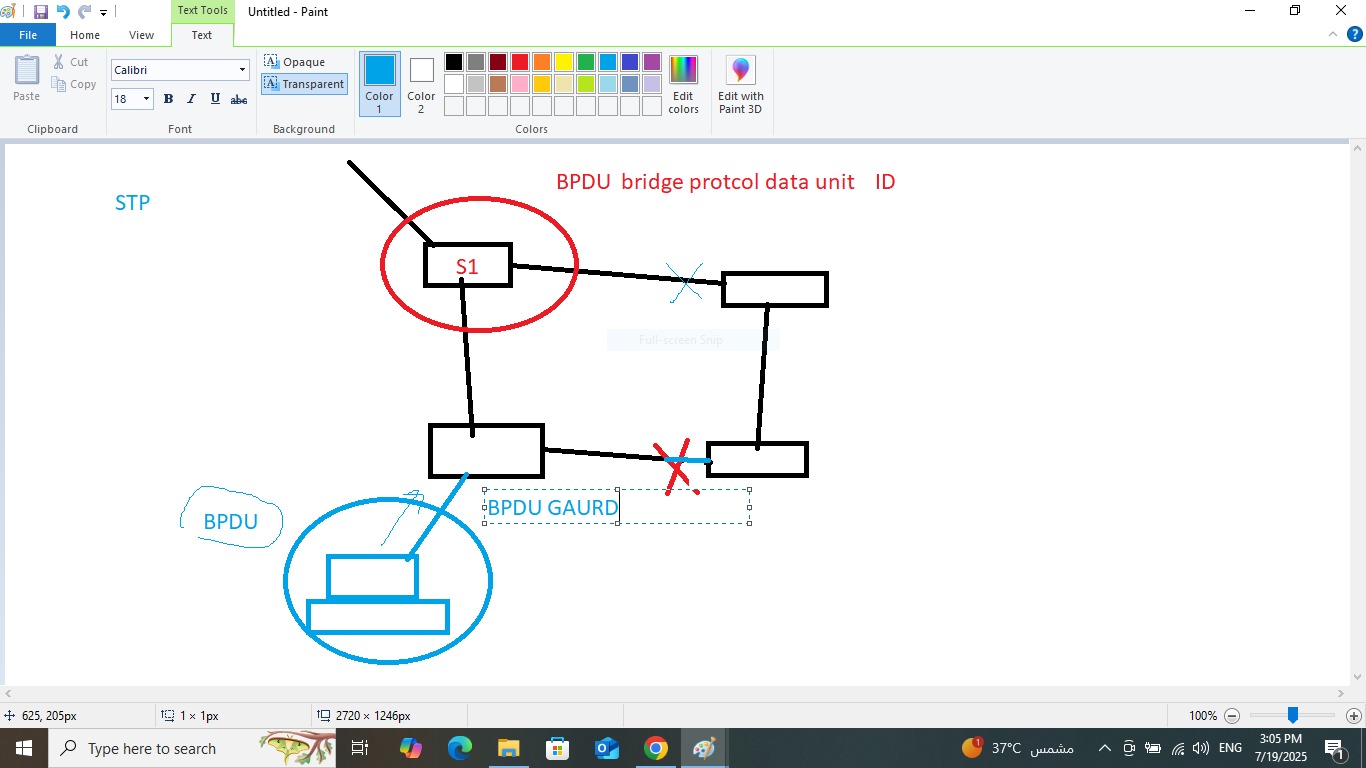 Text Tools
Untitled - Paint
File
Home
View
Text
Paste
Cut
Copy
Clipboard
Calibri
18
B I U abc
Font
A Opaque
A Transparent
Background
Color 1
Color 2
Edit colors
Colors
Edit with Paint 3D
BPDU bridge protcol data unit ID
STP
S1
Full-screen Snip
BPDU GAURD
BPDU
625, 205px
1 × 1px
2720 × 1246px
100%
Type here to search
1
37°C مشمس
ENG
3:05 PM
7/19/2025
1